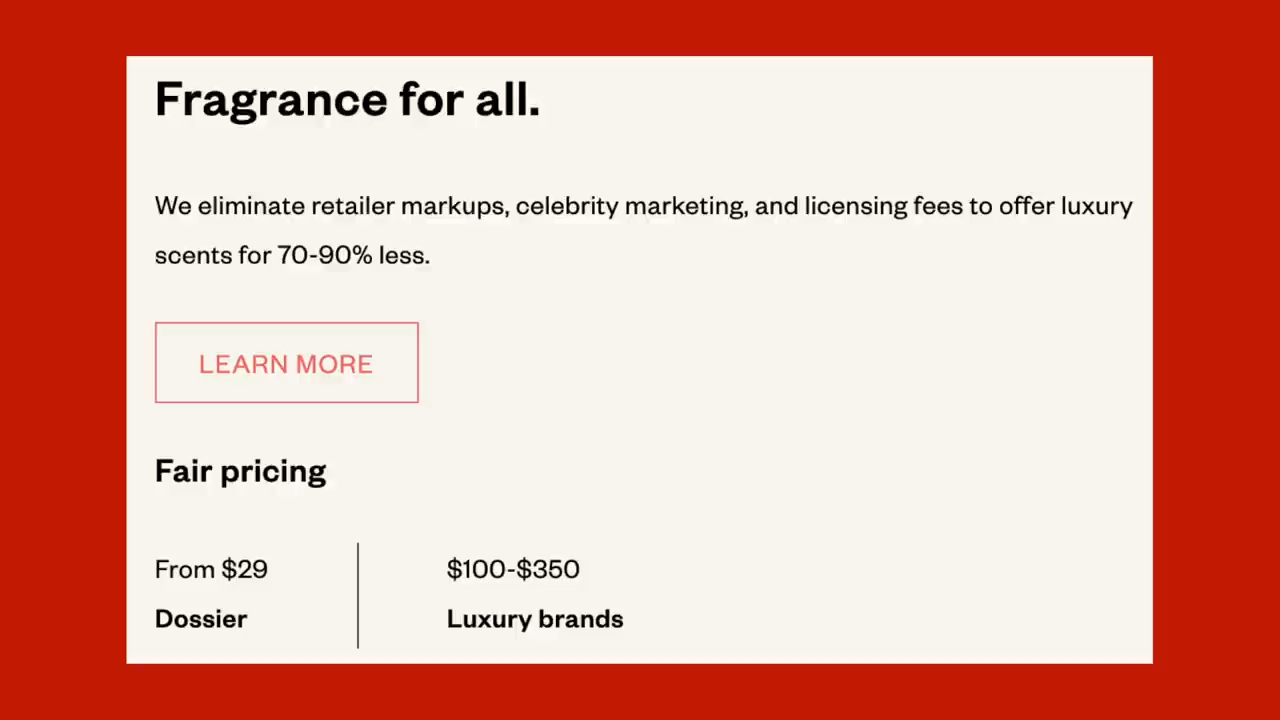 Fragrance for all.
We eliminate retailer markups, celebrity marketing, and licensing fees to offer luxury
scents for 70-90% less.
LEARN MORE
Fair pricing
From $29
Dossier
$100-$350
Luxury brands